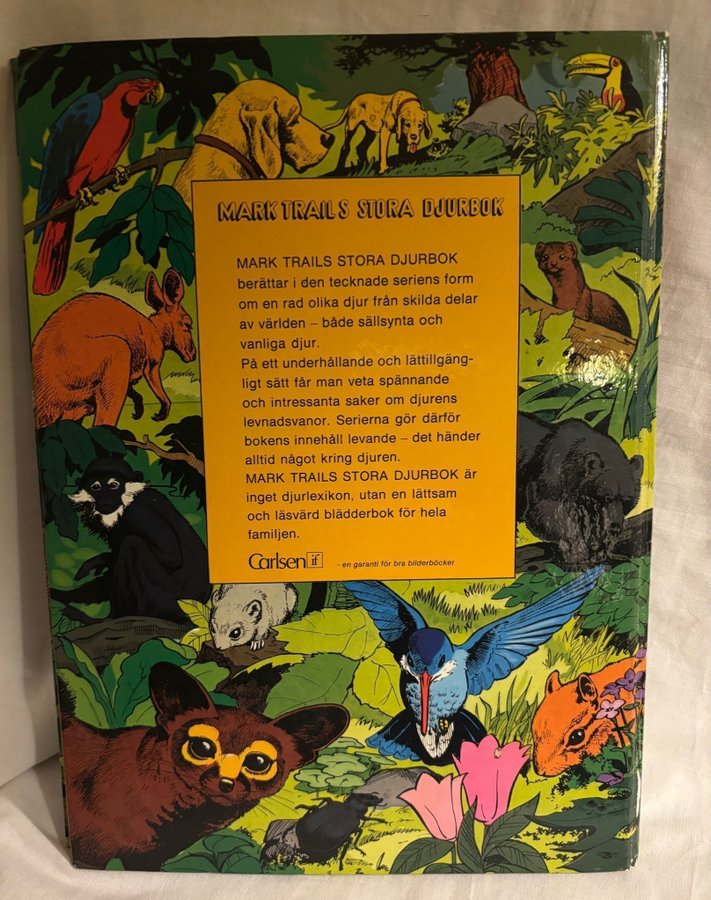 MARK TRAILS STORA DJURBOK
MARK TRAILS STORA DJURBOK
berättar i den tecknade seriens form
om en rad olika djur från skilda delar
av världen – både sällsynta och
vanliga djur.
På ett underhållande och lättillgäng-
ligt sätt får man veta spännande
och intressanta saker om djurens
levnadsvanor. Serierna gör därför
bokens innehåll levande – det händer
alltid något kring djuren.
MARK TRAILS STORA DJURBOK är
inget djurlexikon, utan en lättsam
och läsvärd blädderbok för hela
familjen.
Carlsen if - en garanti för bra bilderböcker